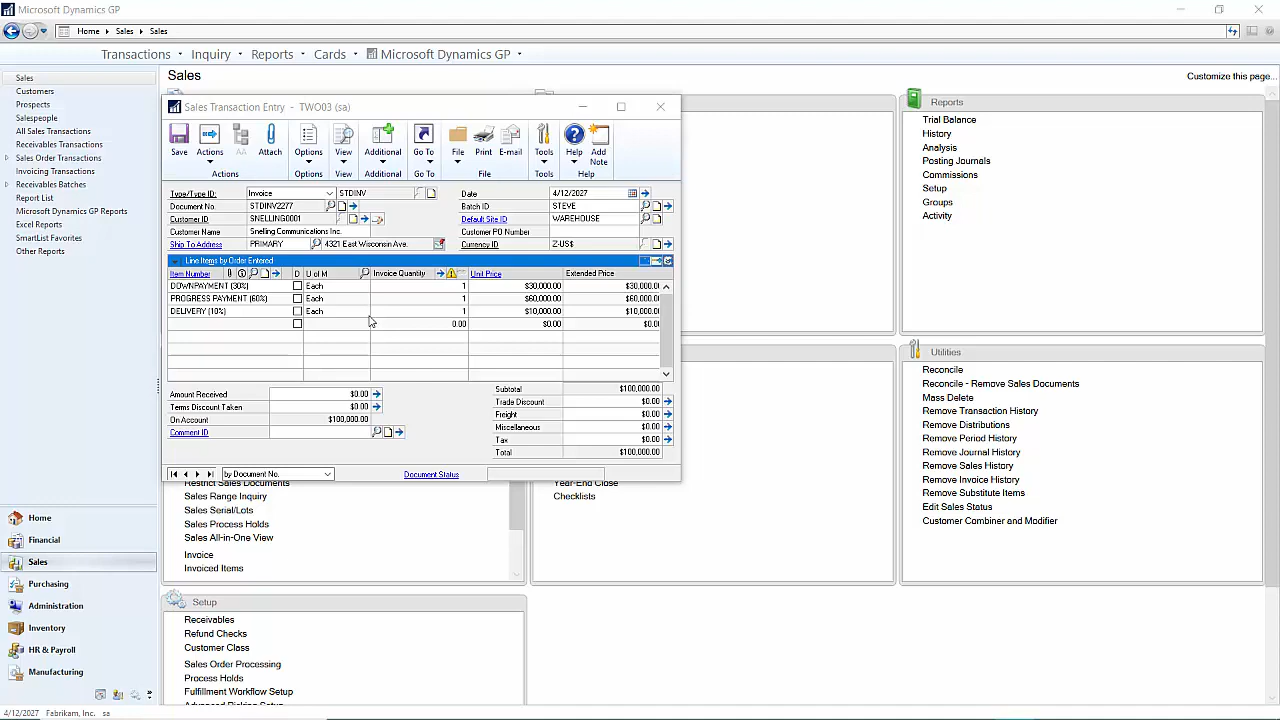 Microsoft Dynamics GP
Home Sales Sales
Transactions Inquiry Reports Cards Microsoft Dynamics GP
Sales
Customers
Prospects
Salespeople
All Sales Transactions
Receivables Transactions
Sales Order Transactions
Invoicing Transactions
Receivables Batches
Report List
Microsoft Dynamics GP Reports
Excel Reports
SmartList Favorites
Other Reports
Home
Financial
Sales
Purchasing
Administration
Inventory
HR & Payroll
Manufacturing
Sales
Customize this page...
Sales Transaction Entry - TWO03 (sa)
Save Actions AA Attach Options View Additional Go To File Print E-mail Tools Help Add Note
Actions Options View Additional Go To File Tools Help
Type/Type ID: Invoice STDINV Date 4/12/2027
Document No. STDINV2277 Batch ID STEVE
Customer ID SNELLING0001 Default Site ID WAREHOUSE
Customer Name Snelling Communications Inc. Customer PO Number
Ship To Address PRIMARY 4321 East Wisconsin Ave. Currency ID Z-US$
Line Items by Order Entered
Item Number D U of M Invoice Quantity Unit Price Extended Price
DOWNPAYMENT (30%) Each 1 $30,000.00 $30,000.00
PROGRESS PAYMENT (60%) Each 1 $60,000.00 $60,000.00
DELIVERY (10%) Each 1 $10,000.00 $10,000.00
0.00 $0.00 $0.00
Amount Received $0.00
Terms Discount Taken $0.00
On Account $100,000.00
Comment ID
Subtotal $100,000.00
Trade Discount $0.00
Freight $0.00
Miscellaneous $0.00
Tax $0.00
Total $100,000.00
by Document No. Document Status
Sales Range Inquiry
Sales Serial/Lots
Sales Process Holds
Sales All-in-One View
Invoice
Invoiced Items
Year-End Close
Checklists
Setup
Receivables
Refund Checks
Customer Class
Sales Order Processing
Process Holds
Fulfillment Workflow Setup
Reports
Trial Balance
History
Analysis
Posting Journals
Commissions
Setup
Groups
Activity
Utilities
Reconcile
Reconcile - Remove Sales Documents
Mass Delete
Remove Transaction History
Remove Distributions
Remove Period History
Remove Journal History
Remove Sales History
Remove Invoice History
Remove Substitute Items
Edit Sales Status
Customer Combiner and Modifier
4/12/2027 Fabrikam, Inc. sa